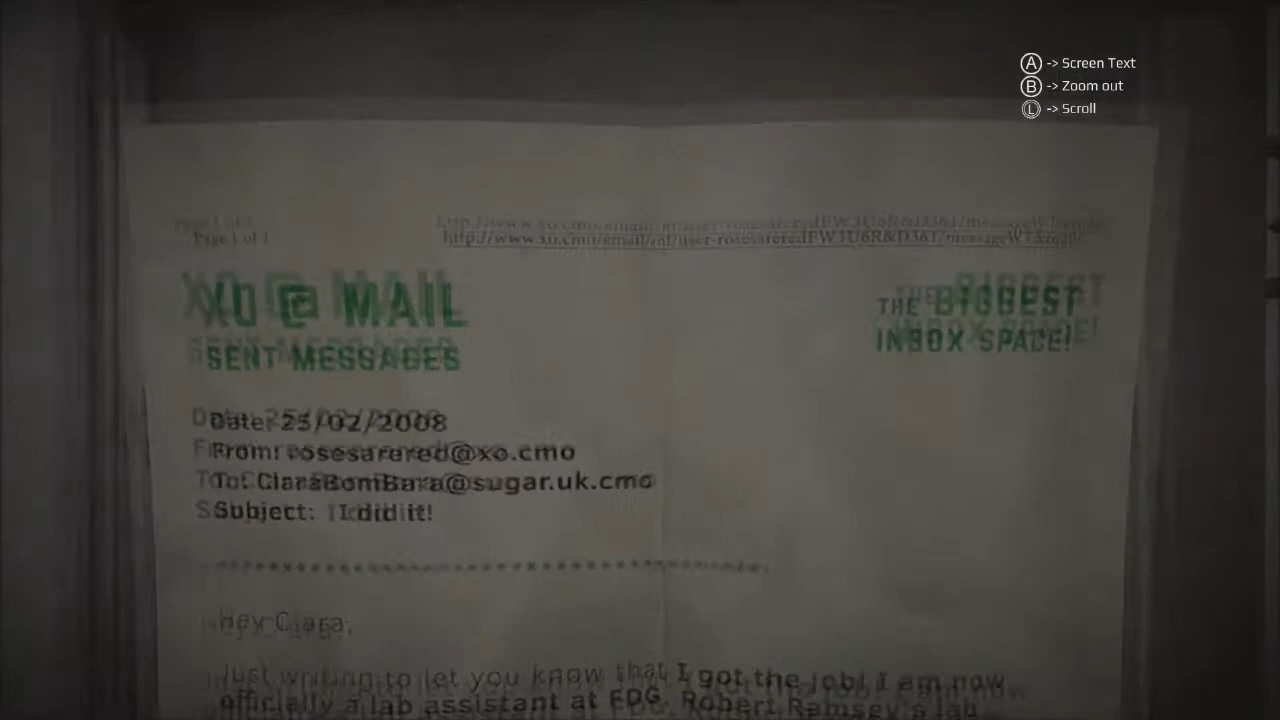 A -> Screen Text
B -> Zoom out
L -> Scroll
Page 1 of 1
XO @ MAIL
THE BIGGEST
SENT MESSAGES
INBOX SPACE!
Date: 25/02/2008
From: rosesarered@xo.cmo
To: ClaraBomBara@sugar.uk.cmo
Subject: I did it!
Hey Clara,
Just writing to let you know that I got the job! I am now
officially a lab assistant at EDG, Robert Ramsey's lab